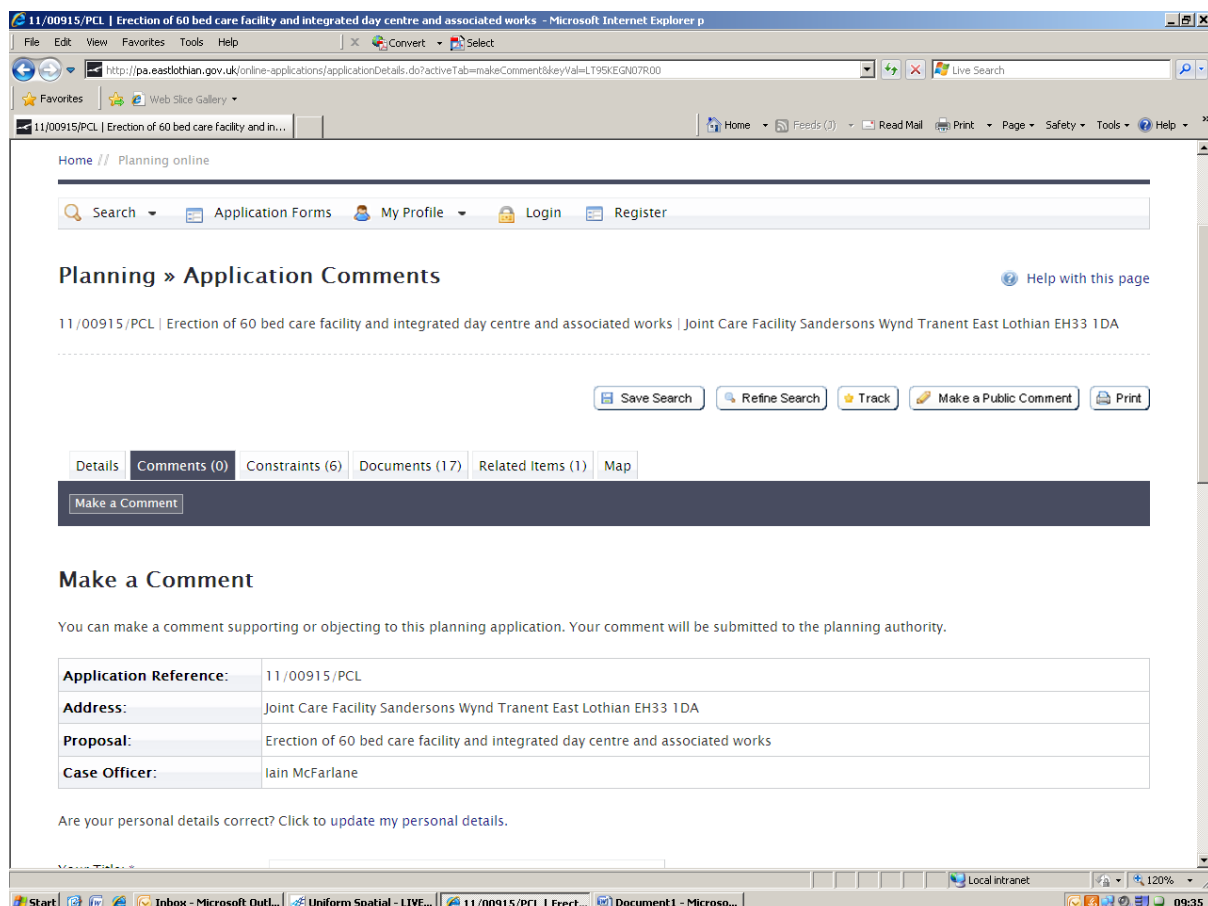 11/00915/PCL | Erection of 60 bed care facility and integrated day centre and associated works - Microsoft Internet Explorer p
File Edit View Favorites Tools Help Convert Select
http://pa.eastlothian.gov.uk/online-applications/applicationDetails.do?activeTab=makeComment&keyVal=LT95KEGN07R00 Live Search
Favorites Web Slice Gallery
11/00915/PCL | Erection of 60 bed care facility and in... Home Feeds (J) Read Mail Print Page Safety Tools Help
Home // Planning online
Search Application Forms My Profile Login Register
Planning » Application Comments Help with this page
11/00915/PCL | Erection of 60 bed care facility and integrated day centre and associated works | Joint Care Facility Sandersons Wynd Tranent East Lothian EH33 1DA
Save Search Refine Search Track Make a Public Comment Print
Details Comments (0) Constraints (6) Documents (17) Related Items (1) Map
Make a Comment
Make a Comment
You can make a comment supporting or objecting to this planning application. Your comment will be submitted to the planning authority.
Application Reference: 11/00915/PCL
Address: Joint Care Facility Sandersons Wynd Tranent East Lothian EH33 1DA
Proposal: Erection of 60 bed care facility and integrated day centre and associated works
Case Officer: Iain McFarlane
Are your personal details correct? Click to update my personal details.
Your Title: *
Local intranet 120%
Start Inbox - Microsoft Outl... Uniform Spatial - LIVE... 11/00915/PCL | Erect... Document1 - Microso... 09:35